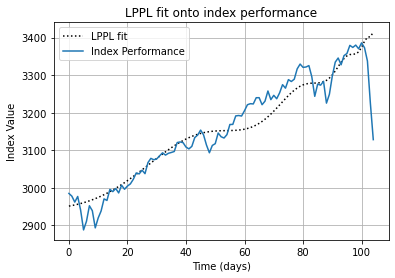 LPPL fit onto index performance
LPPL fit
Index Performance
Index Value
3400
3300
3200
3100
3000
2900
0 20 40 60 80 100
Time (days)